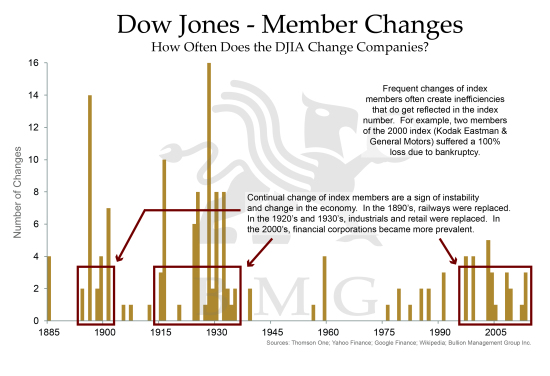 Dow Jones - Member Changes
How Often Does the DJIA Change Companies?
Frequent changes of index
members often create inefficiencies
that do get reflected in the index
number. For example, two members
of the 2000 index (Kodak Eastman &
General Motors) suffered a 100%
loss due to bankruptcy.
Continual change of index members are a sign of instability
and change in the economy. In the 1890's, railways were replaced.
In the 1920's and 1930's, industrials and retail were replaced. In
the 2000's, financial corporations became more prevalent.
Number of Changes
16
14
12
10
8
6
4
2
0
BMG
1885 1900 1915 1930 1945 1960 1975 1990 2005
Sources: Thomson One; Yahoo Finance; Google Finance; Wikipedia; Bullion Management Group Inc.